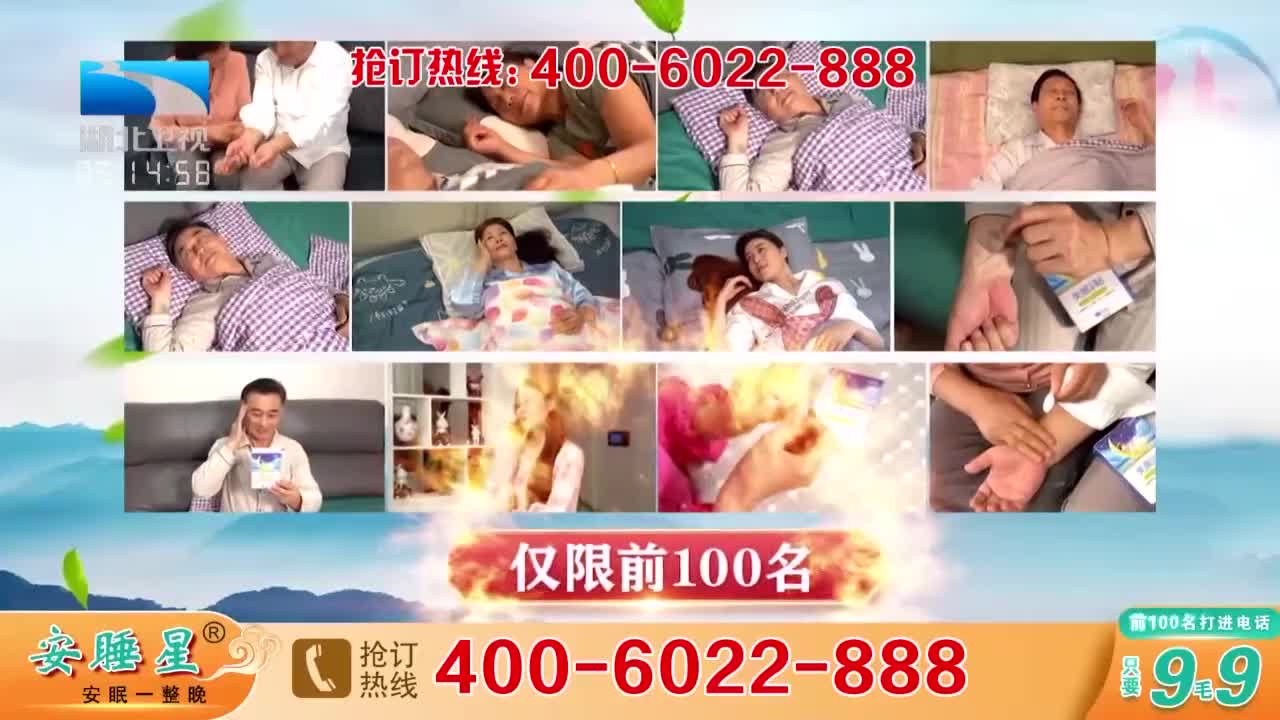 抢订热线：400-6022-888
湖北卫视
05:14:58
仅限前100名
安睡星®
安眠一整晚
抢订热线
400-6022-888
前100名打进电话
只要9毛9